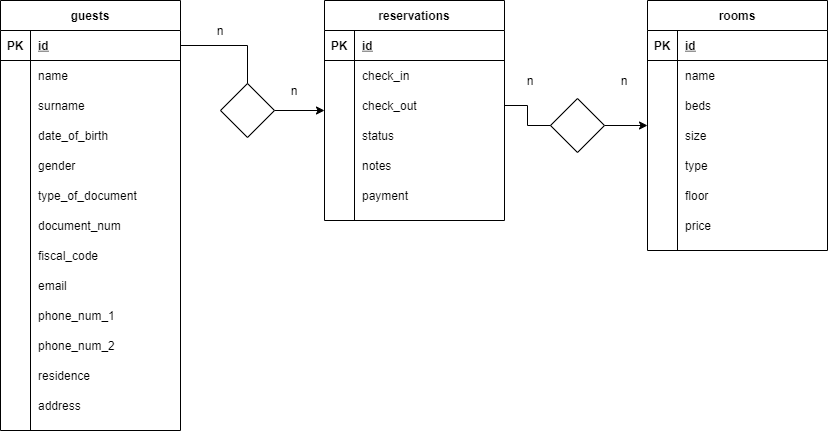 guests
PK id
name
surname
date_of_birth
gender
type_of_document
document_num
fiscal_code
email
phone_num_1
phone_num_2
residence
address
n
n
reservations
PK id
check_in
check_out
status
notes
payment
n
n
rooms
PK id
name
beds
size
type
floor
price